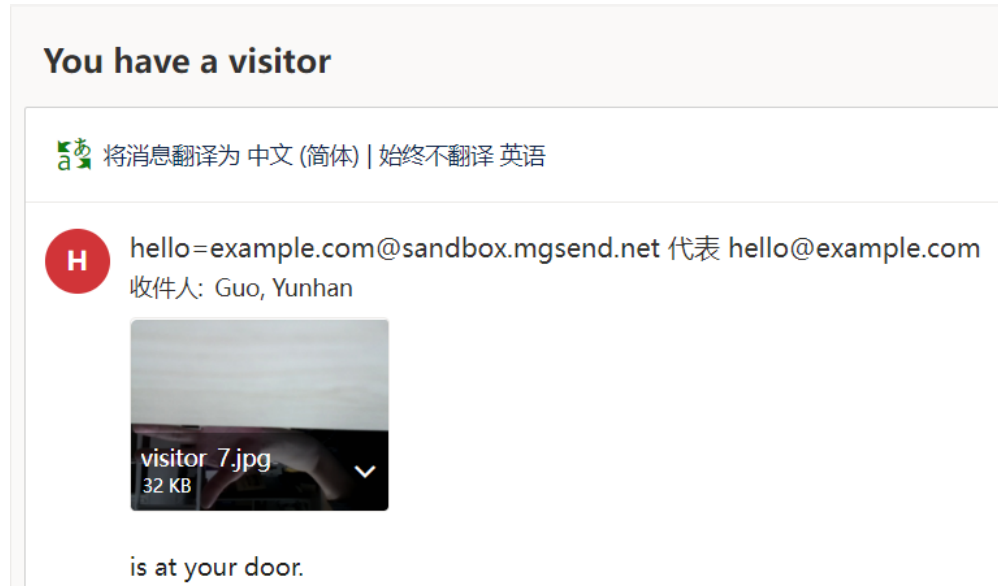 You have a visitor
将消息翻译为 中文 (简体) | 始终不翻译 英语
H
hello=example.com@sandbox.mgsend.net 代表 hello@example.com
收件人: Guo, Yunhan
visitor_7.jpg
32 KB
is at your door.